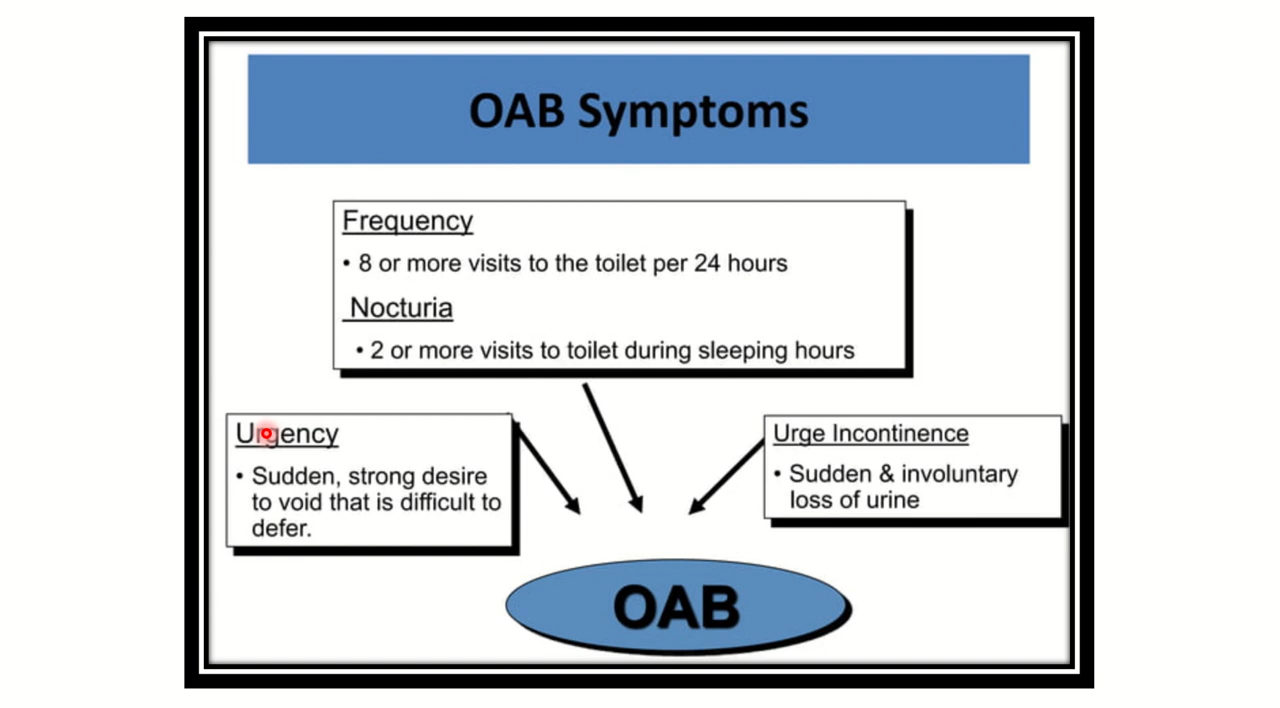 OAB Symptoms
Frequency
• 8 or more visits to the toilet per 24 hours
Nocturia
• 2 or more visits to toilet during sleeping hours
Urgency
• Sudden, strong desire
to void that is difficult to
defer.
Urge Incontinence
• Sudden & involuntary
loss of urine
OAB